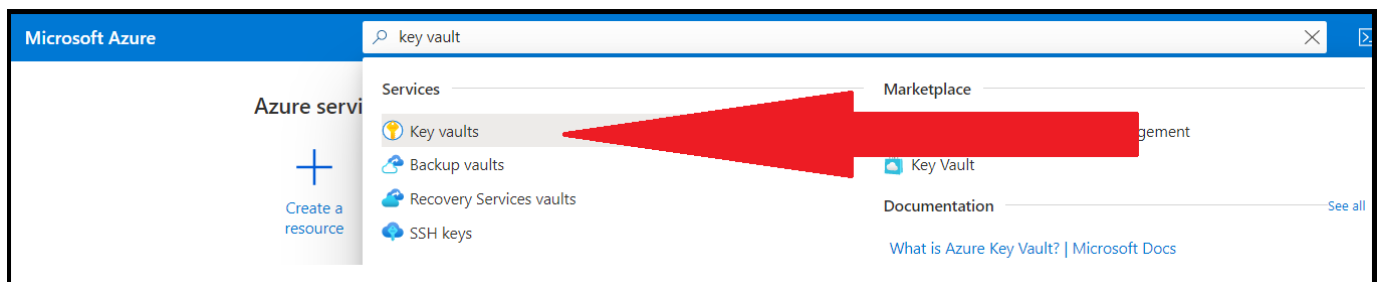 Microsoft Azure
key vault
Azure servi
Create a
resource
Services
Key vaults
Backup vaults
Recovery Services vaults
SSH keys
Marketplace
gement
Key Vault
Documentation
See all
What is Azure Key Vault? | Microsoft Docs